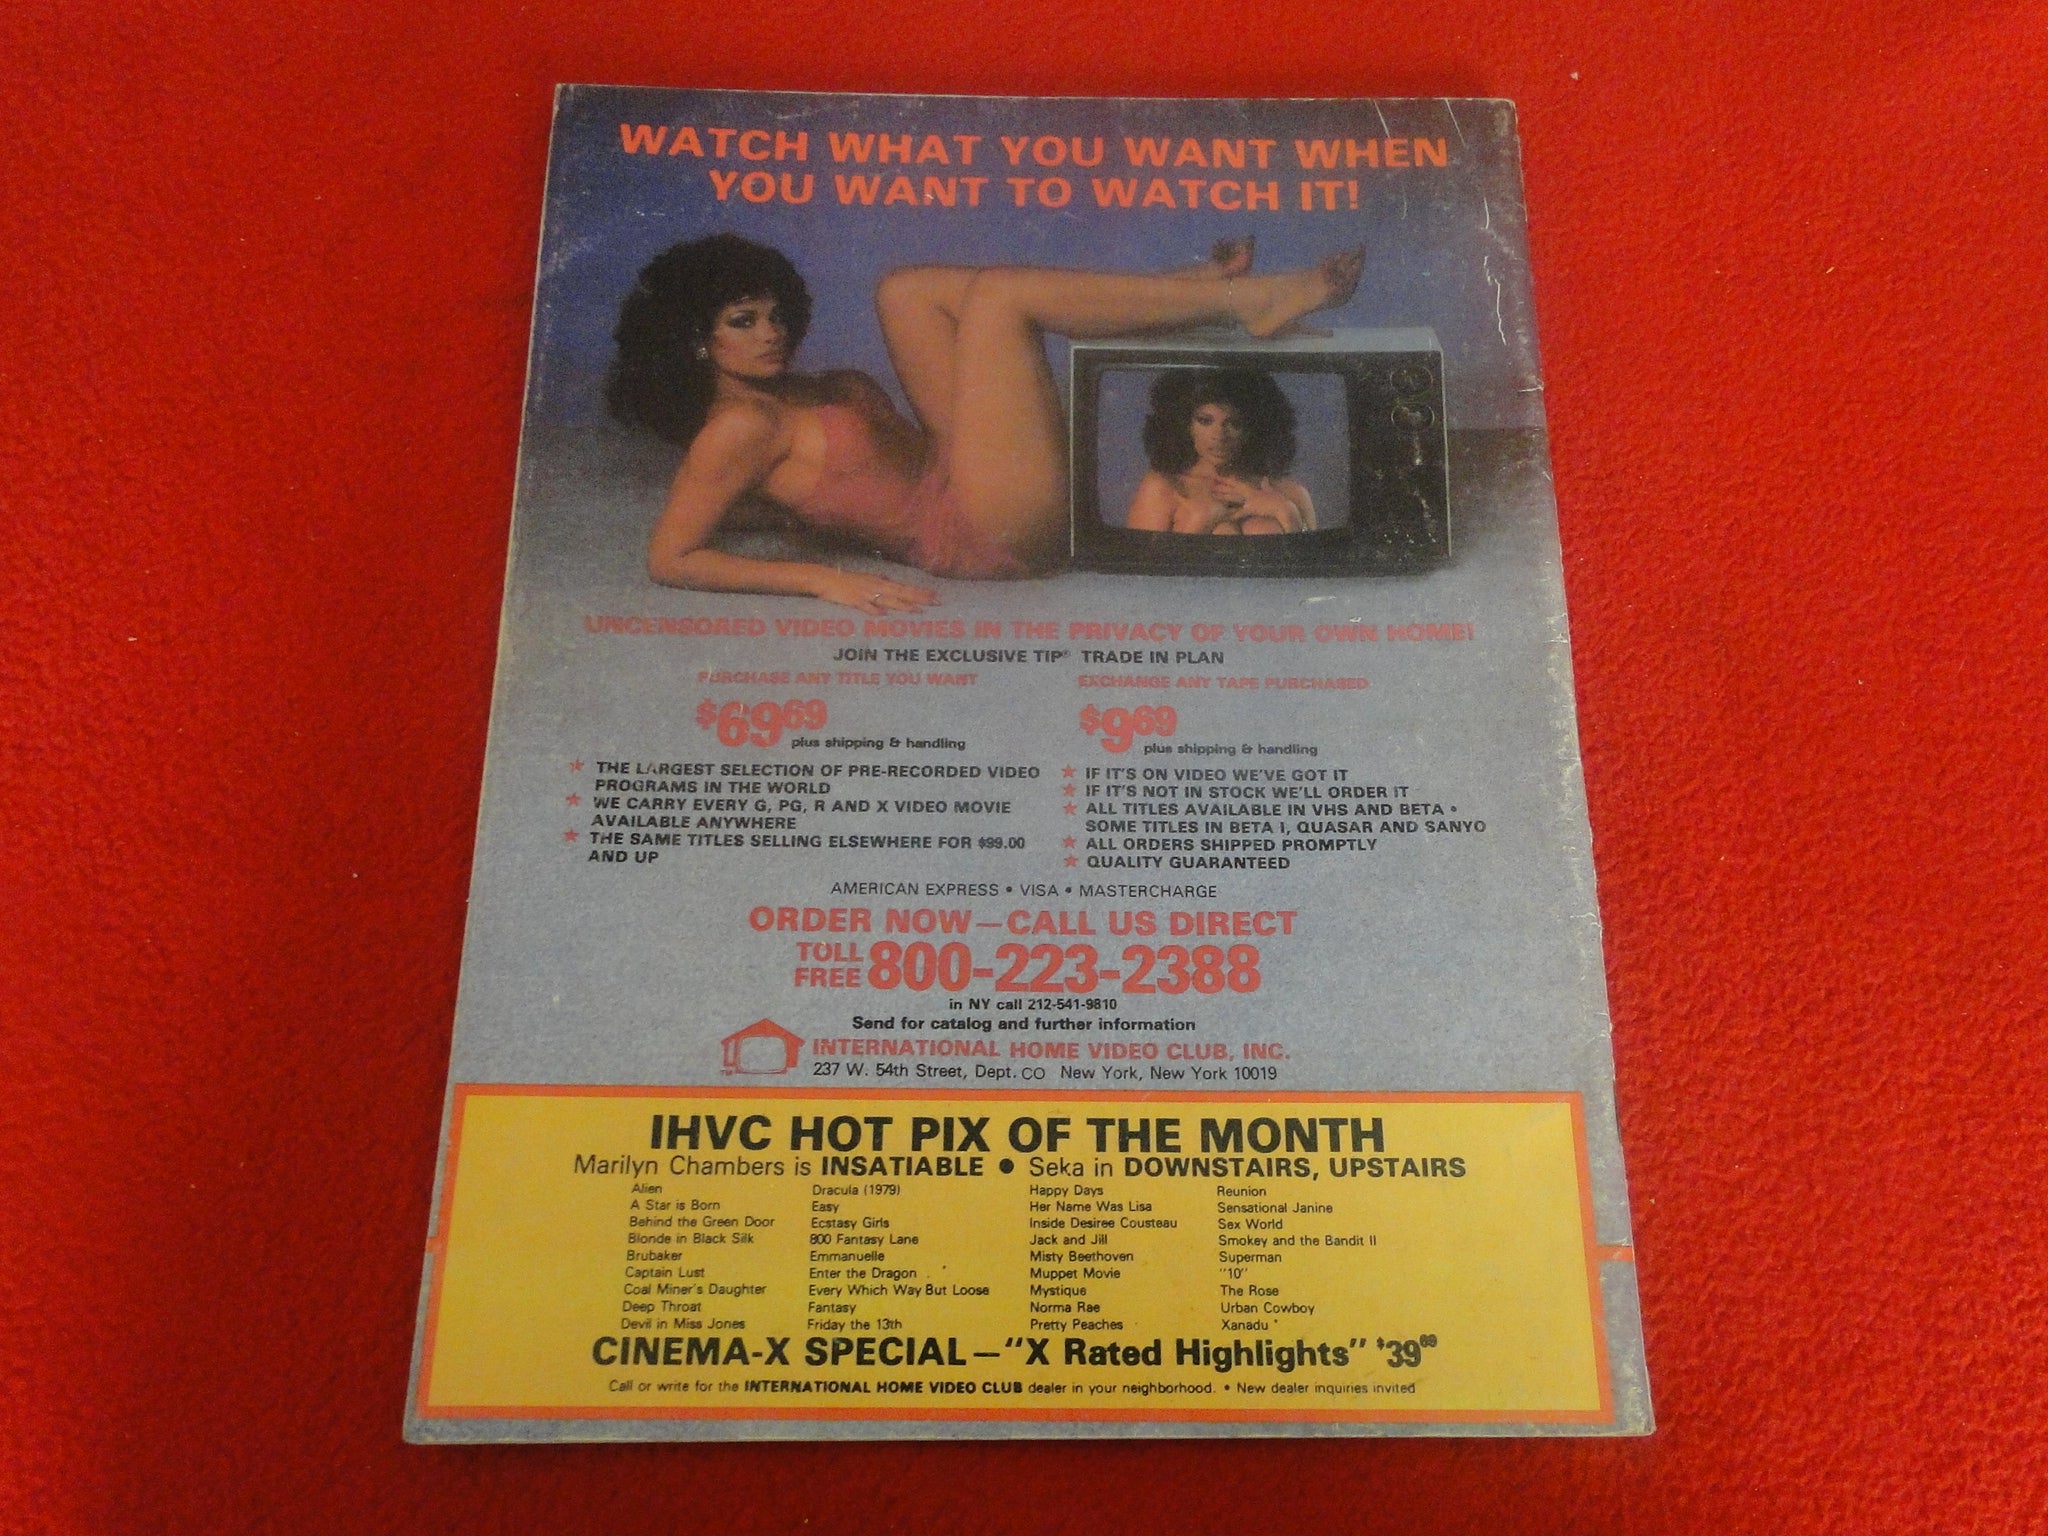 WATCH WHAT YOU WANT WHEN
YOU WANT TO WATCH IT!
UNCENSORED VIDEO MOVIES IN THE PRIVACY OF YOUR OWN HOME!
JOIN THE EXCLUSIVE TIP® TRADE IN PLAN
PURCHASE ANY TITLE YOU WANT
$69.69
plus shipping & handling
EXCHANGE ANY TAPE PURCHASED
$9.69
plus shipping & handling
★ THE LARGEST SELECTION OF PRE-RECORDED VIDEO
PROGRAMS IN THE WORLD
★ WE CARRY EVERY G, PG, R AND X VIDEO MOVIE
AVAILABLE ANYWHERE
★ THE SAME TITLES SELLING ELSEWHERE FOR $99.00
AND UP
★ IF IT'S ON VIDEO WE'VE GOT IT
★ IF IT'S NOT IN STOCK WE'LL ORDER IT
★ ALL TITLES AVAILABLE IN VHS AND BETA •
SOME TITLES IN BETA I, QUASAR AND SANYO
★ ALL ORDERS SHIPPED PROMPTLY
★ QUALITY GUARANTEED
AMERICAN EXPRESS • VISA • MASTERCHARGE
ORDER NOW—CALL US DIRECT
TOLL
FREE 800-223-2388
in NY call 212-541-9810
Send for catalog and further information
INTERNATIONAL HOME VIDEO CLUB, INC.
237 W. 54th Street, Dept. CO New York, New York 10019
IHVC HOT PIX OF THE MONTH
Marilyn Chambers is INSATIABLE ● Seka in DOWNSTAIRS, UPSTAIRS
Alien
A Star is Born
Behind the Green Door
Blonde in Black Silk
Brubaker
Captain Lust
Coal Miner's Daughter
Deep Throat
Devil in Miss Jones
Dracula (1979)
Easy
Ecstasy Girls
800 Fantasy Lane
Emmanuelle
Enter the Dragon
Every Which Way But Loose
Fantasy
Friday the 13th
Happy Days
Her Name Was Lisa
Inside Desiree Cousteau
Jack and Jill
Misty Beethoven
Muppet Movie
Mystique
Norma Rae
Pretty Peaches
Reunion
Sensational Janine
Sex World
Smokey and the Bandit II
Superman
"10"
The Rose
Urban Cowboy
Xanadu
CINEMA-X SPECIAL—"X Rated Highlights" $39.69
Call or write for the INTERNATIONAL HOME VIDEO CLUB dealer in your neighborhood. • New dealer inquiries invited